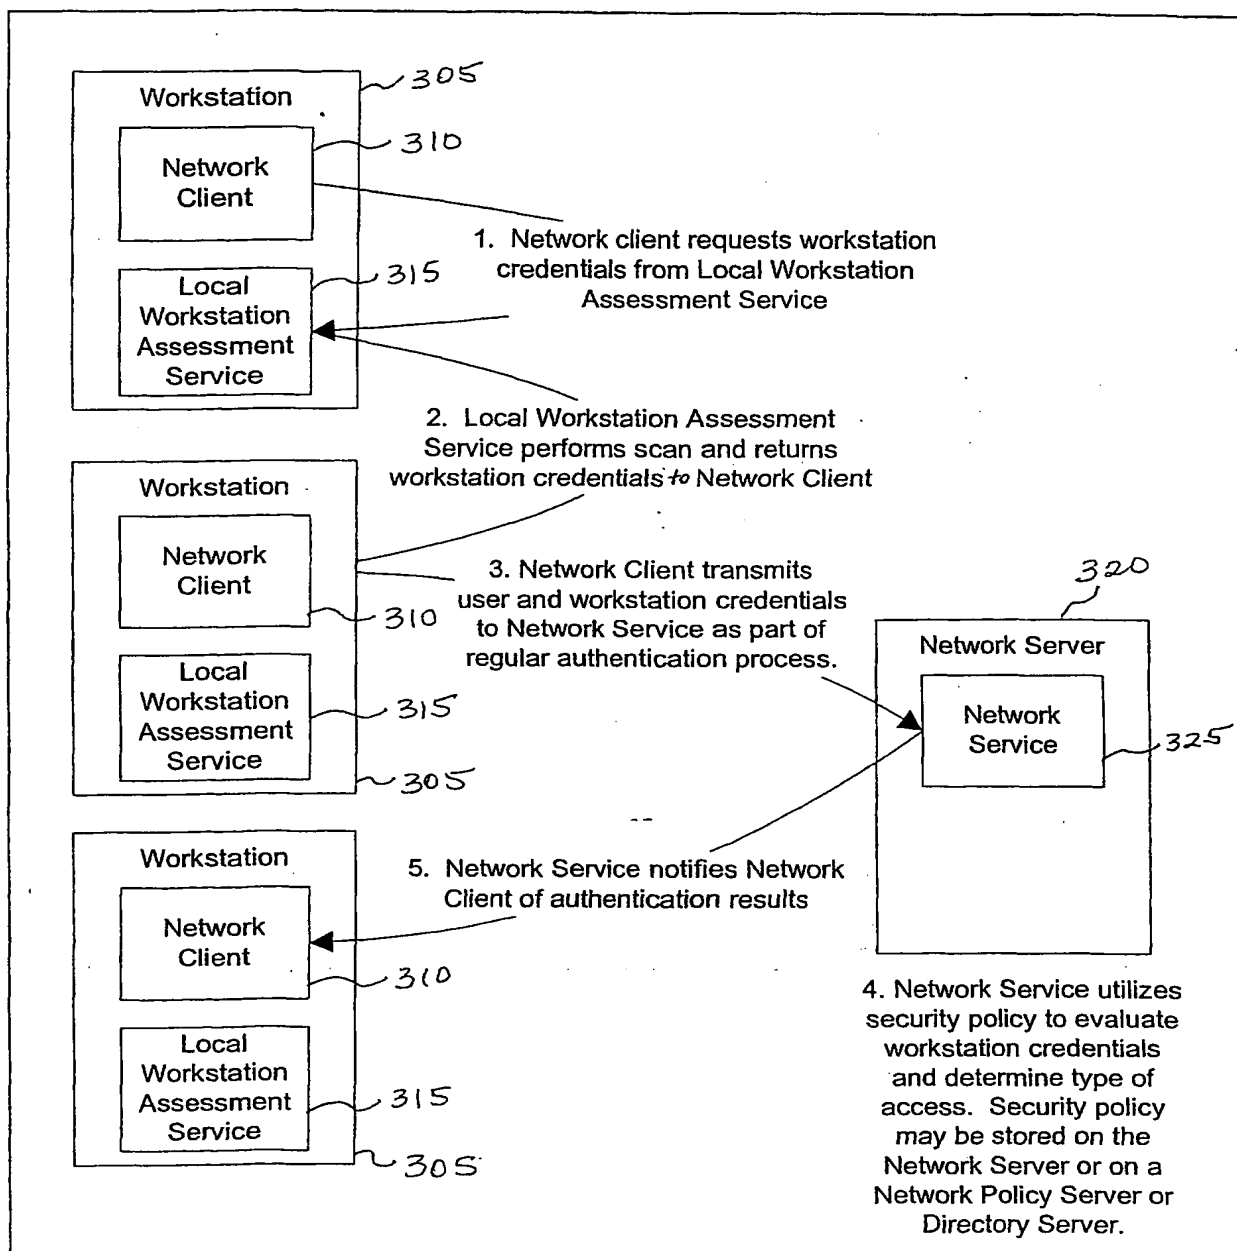 Workstation
305
Network
Client
310
1. Network client requests workstation
credentials from Local Workstation
Assessment Service
Local
Workstation
Assessment
Service
315
2. Local Workstation Assessment
Service performs scan and returns
workstation credentials to Network Client
Workstation
Network
Client
310
3. Network Client transmits
user and workstation credentials
to Network Service as part of
regular authentication process.
Local
Workstation
Assessment
Service
315
305
320
Network Server
Network
Service
325
Workstation
Network
Client
310
5. Network Service notifies Network
Client of authentication results
Local
Workstation
Assessment
Service
315
305
4. Network Service utilizes
security policy to evaluate
workstation credentials
and determine type of
access. Security policy
may be stored on the
Network Server or on a
Network Policy Server or
Directory Server.